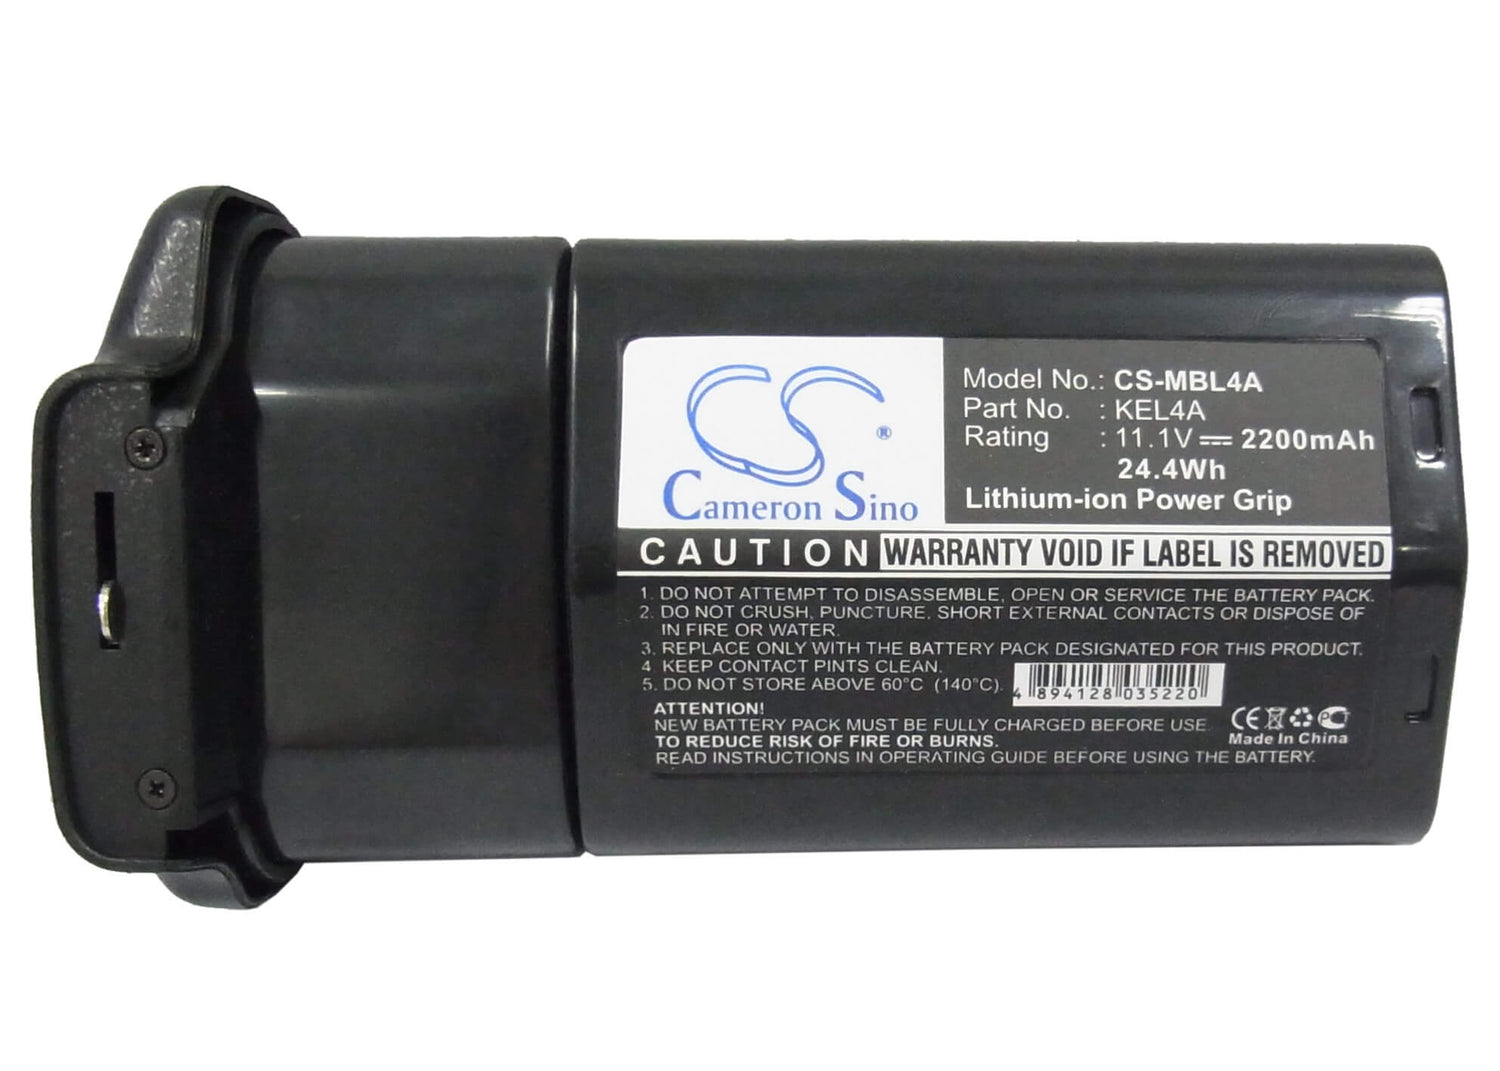 CS ®
Cameron Sino
Model No.: CS-MBL4A
Part No. : KEL4A
Rating : 11.1V 2200mAh
24.4Wh
Lithium-ion Power Grip
CAUTION WARRANTY VOID IF LABEL IS REMOVED
1. DO NOT ATTEMPT TO DISASSEMBLE, OPEN OR SERVICE THE BATTERY PACK.
2. DO NOT CRUSH, PUNCTURE, SHORT EXTERNAL CONTACTS OR DISPOSE OF
IN FIRE OR WATER.
3. REPLACE ONLY WITH THE BATTERY PACK DESIGNATED FOR THIS PRODUCT.
4 KEEP CONTACT PINTS CLEAN.
5. DO NOT STORE ABOVE 60°C (140°C).
4 894128 035220
ATTENTION!
NEW BATTERY PACK MUST BE FULLY CHARGED BEFORE USE
TO REDUCE RISK OF FIRE OR BURNS.
READ INSTRUCTIONS IN OPERATING GUIDE BEFORE USING THE BATTERY.
CE
Made In China